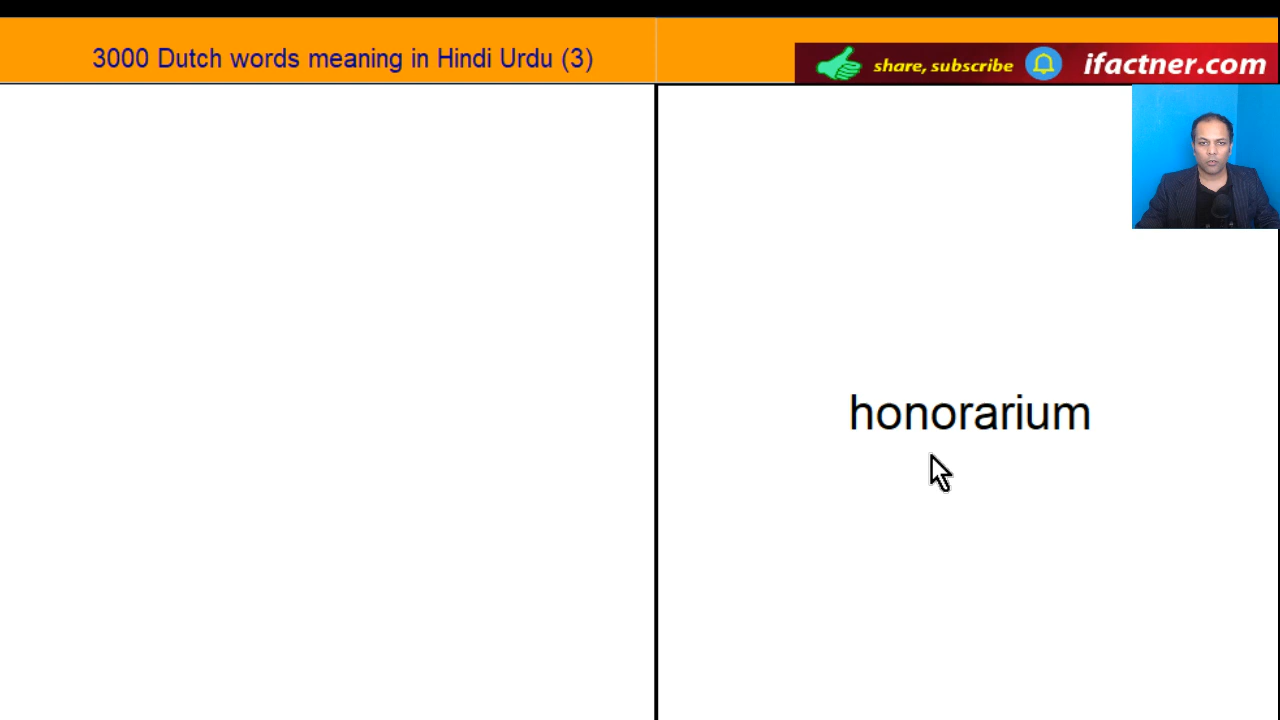 3000 Dutch words meaning in Hindi Urdu (3)
share, subscribe
ifactner.com
honorarium